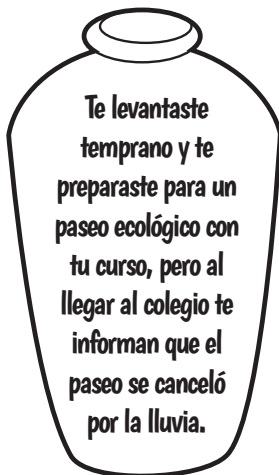 Te levantaste
temprano y te
preparaste para un
paseo ecológico con
tu curso, pero al
llegar al colegio te
informan que el
paseo se canceló
por la lluvia.